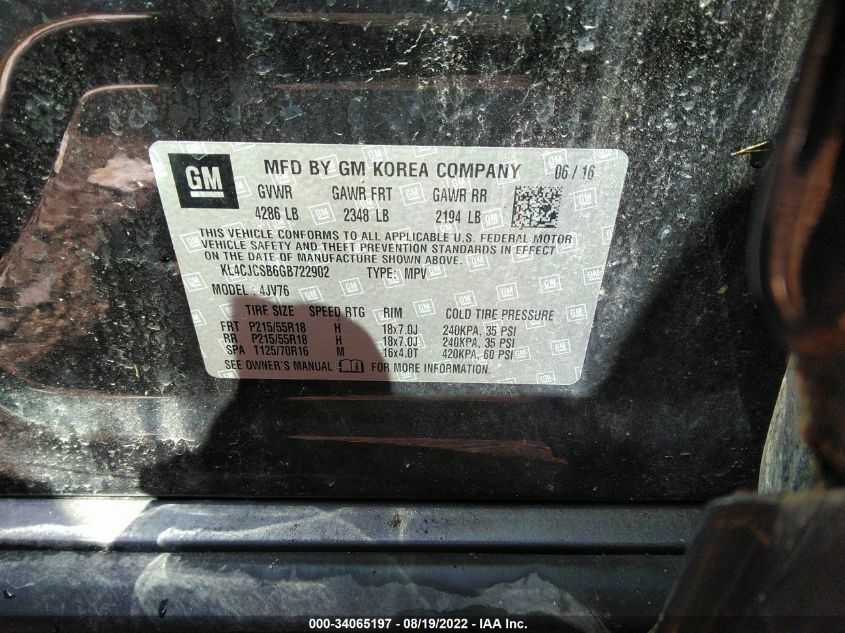 GM
MFD BY GM KOREA COMPANY 06 / 16
GVWR GAWR FRT GAWR RR
4286 LB 2348 LB 2194 LB
THIS VEHICLE CONFORMS TO ALL APPLICABLE U.S. FEDERAL MOTOR
VEHICLE SAFETY AND THEFT PREVENTION STANDARDS IN EFFECT
ON THE DATE OF MANUFACTURE SHOWN ABOVE.
KL4CJCSB6GB722902 TYPE: MPV
MODEL : 4JV76
TIRE SIZE SPEED RTG RIM COLD TIRE PRESSURE
FRT P215/55R18 H 18x7.0J 240KPA, 35 PSI
RR P215/55R18 H 18x7.0J 240KPA, 35 PSI
SPA T125/70R16 M 16x4.0T 420KPA, 60 PSI
SEE OWNER'S MANUAL FOR MORE INFORMATION.
000-34065197 - 08/19/2022 - IAA Inc.